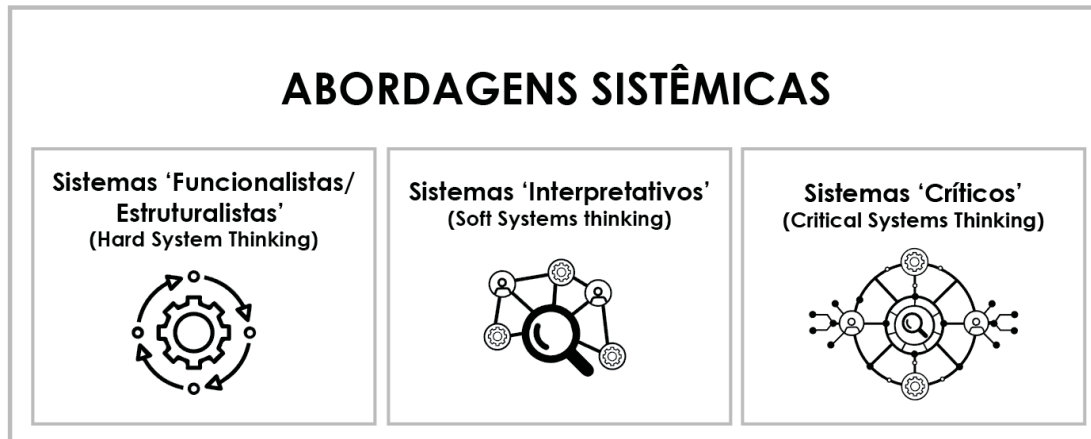 ABORDAGENS SISTÊMICAS
Sistemas ‘Funcionalistas/
Estruturalistas’
(Hard System Thinking)
Sistemas ‘Interpretativos’
(Soft Systems thinking)
Sistemas ‘Críticos’
(Critical Systems Thinking)